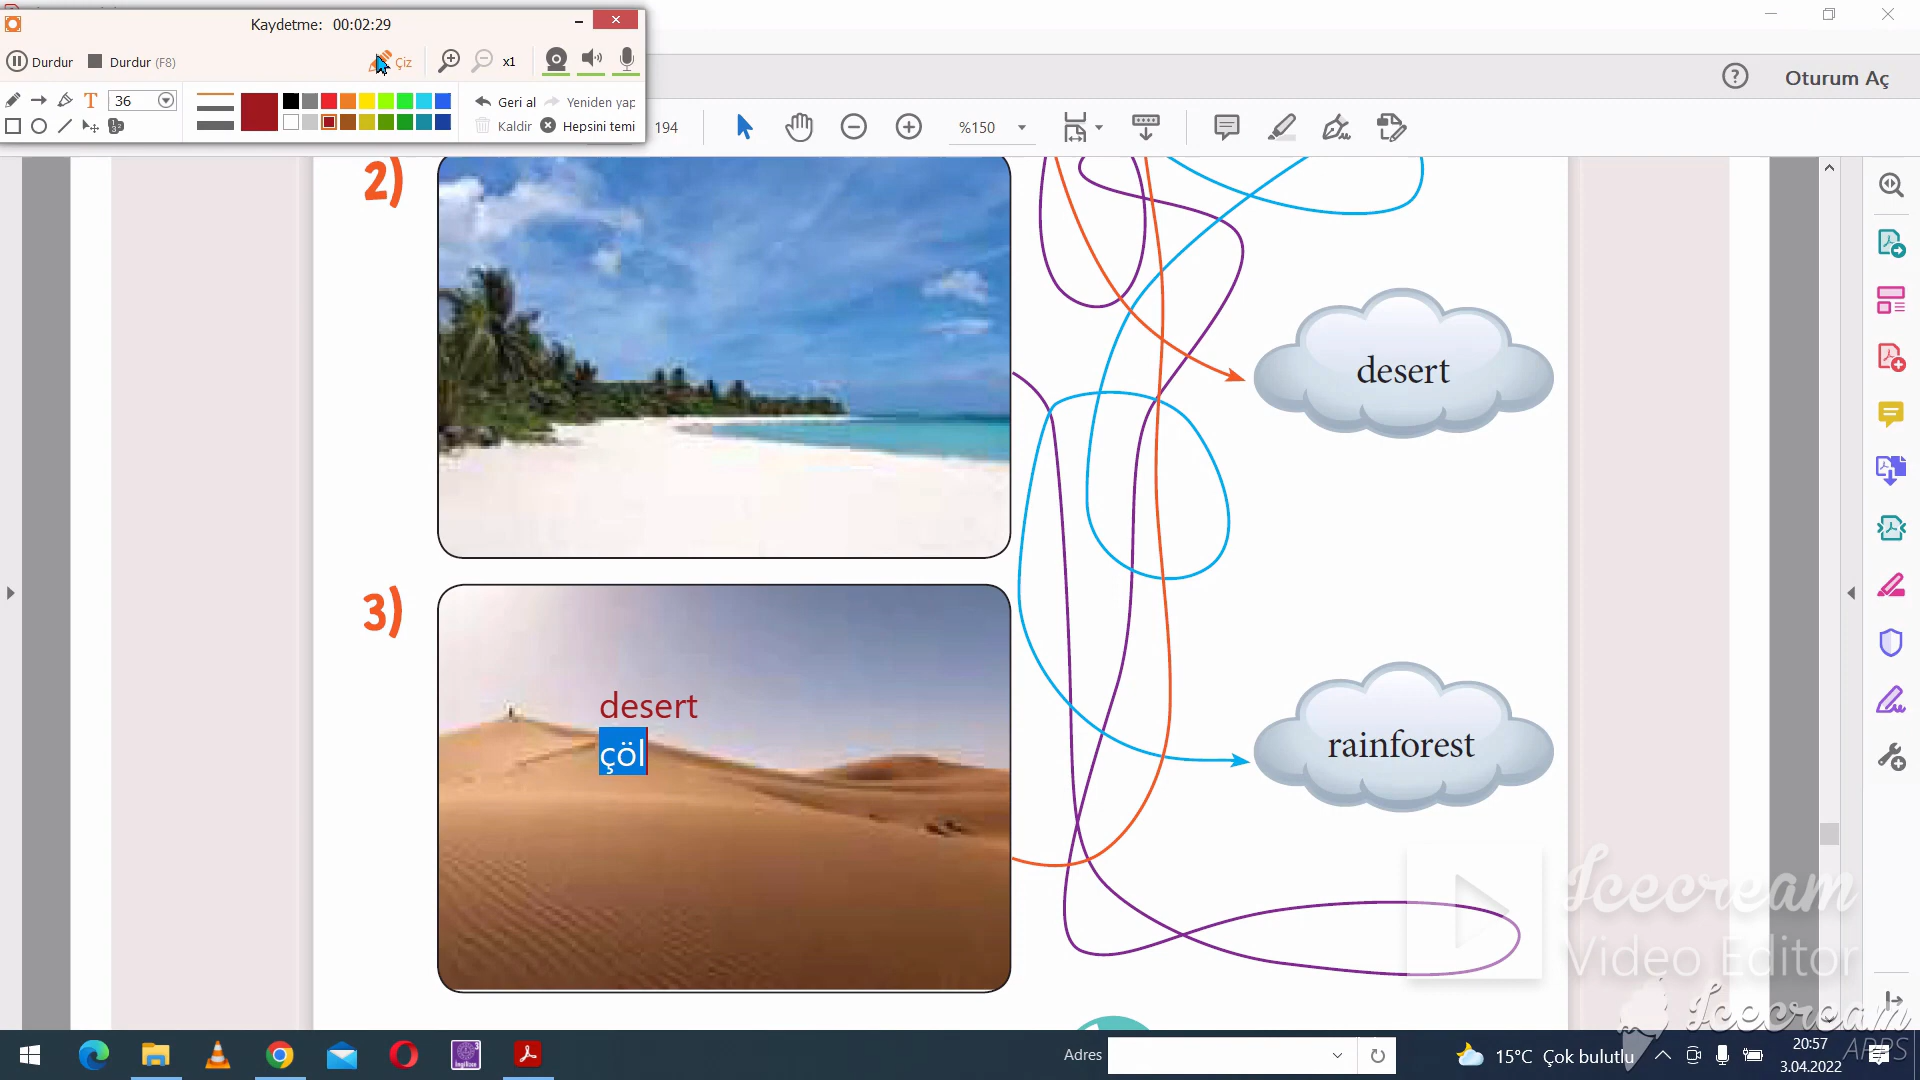 Kaydetme: 00:02:29
Durdur
Durdur (F8)
Çiz
x1
T
36
Geri al
Yeniden yap
Kaldir
Hepsini temi
194
%150
Oturum Aç
2)
desert
3)
desert
çöl
rainforest
Icecream
Video Editor
Icecream
APPS
Adres
15°C Çok bulutlu
20:57
3.04.2022